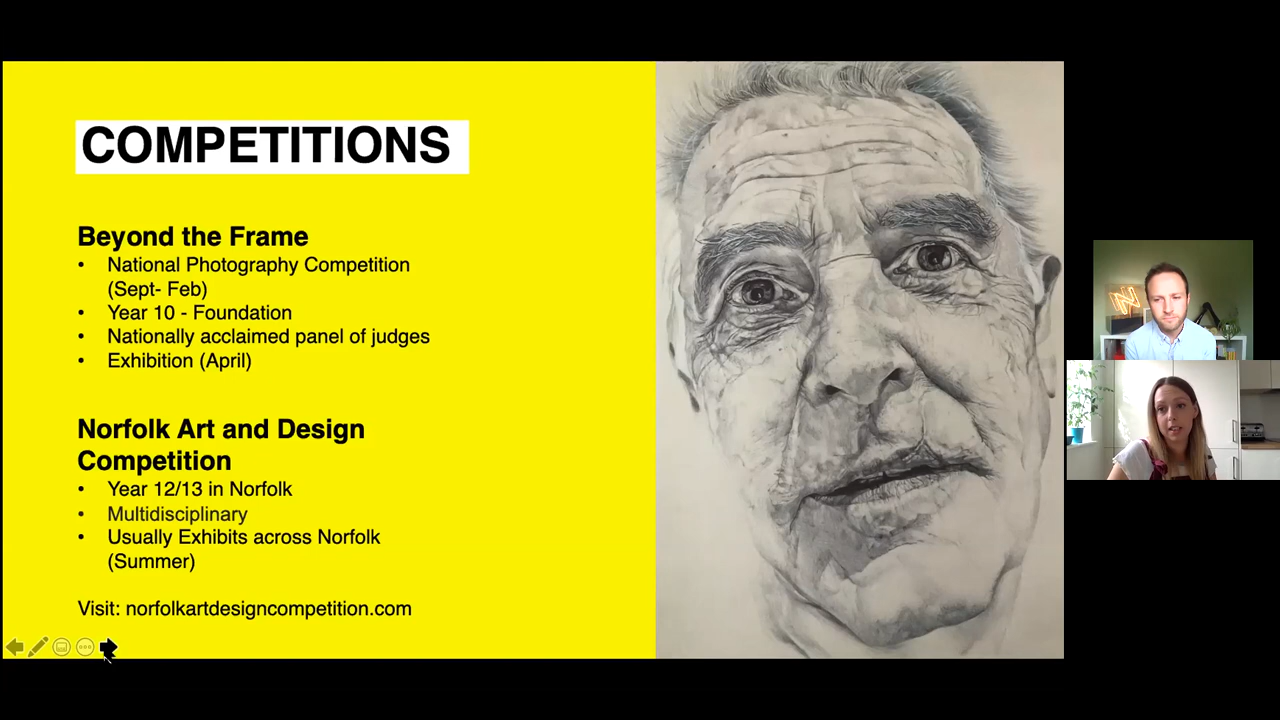 COMPETITIONS
Beyond the Frame
• National Photography Competition
(Sept- Feb)
• Year 10 - Foundation
• Nationally acclaimed panel of judges
• Exhibition (April)
Norfolk Art and Design
Competition
• Year 12/13 in Norfolk
• Multidisciplinary
• Usually Exhibits across Norfolk
(Summer)
Visit: norfolkartdesigncompetition.com